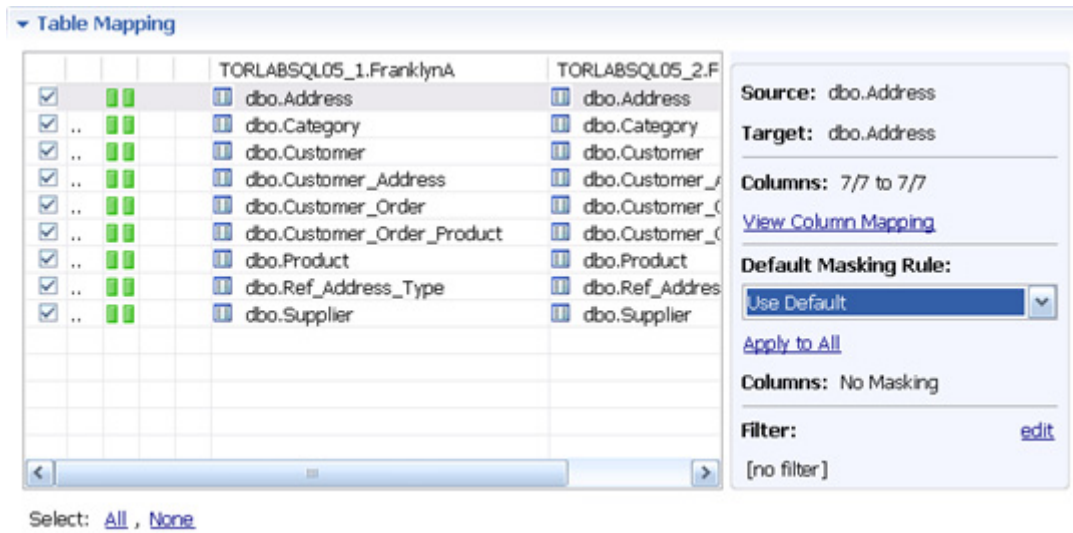 Table Mapping
TORLABSQL05_1.FranklynA TORLABSQL05_2.F
dbo.Address dbo.Address
.. dbo.Category dbo.Category
.. dbo.Customer dbo.Customer
.. dbo.Customer_Address dbo.Customer_A
.. dbo.Customer_Order dbo.Customer_O
.. dbo.Customer_Order_Product dbo.Customer_O
.. dbo.Product dbo.Product
.. dbo.Ref_Address_Type dbo.Ref_Addres
.. dbo.Supplier dbo.Supplier
Source: dbo.Address
Target: dbo.Address
Columns: 7/7 to 7/7
View Column Mapping
Default Masking Rule:
Use Default
Apply to All
Columns: No Masking
Filter: edit
[no filter]
Select: All , None